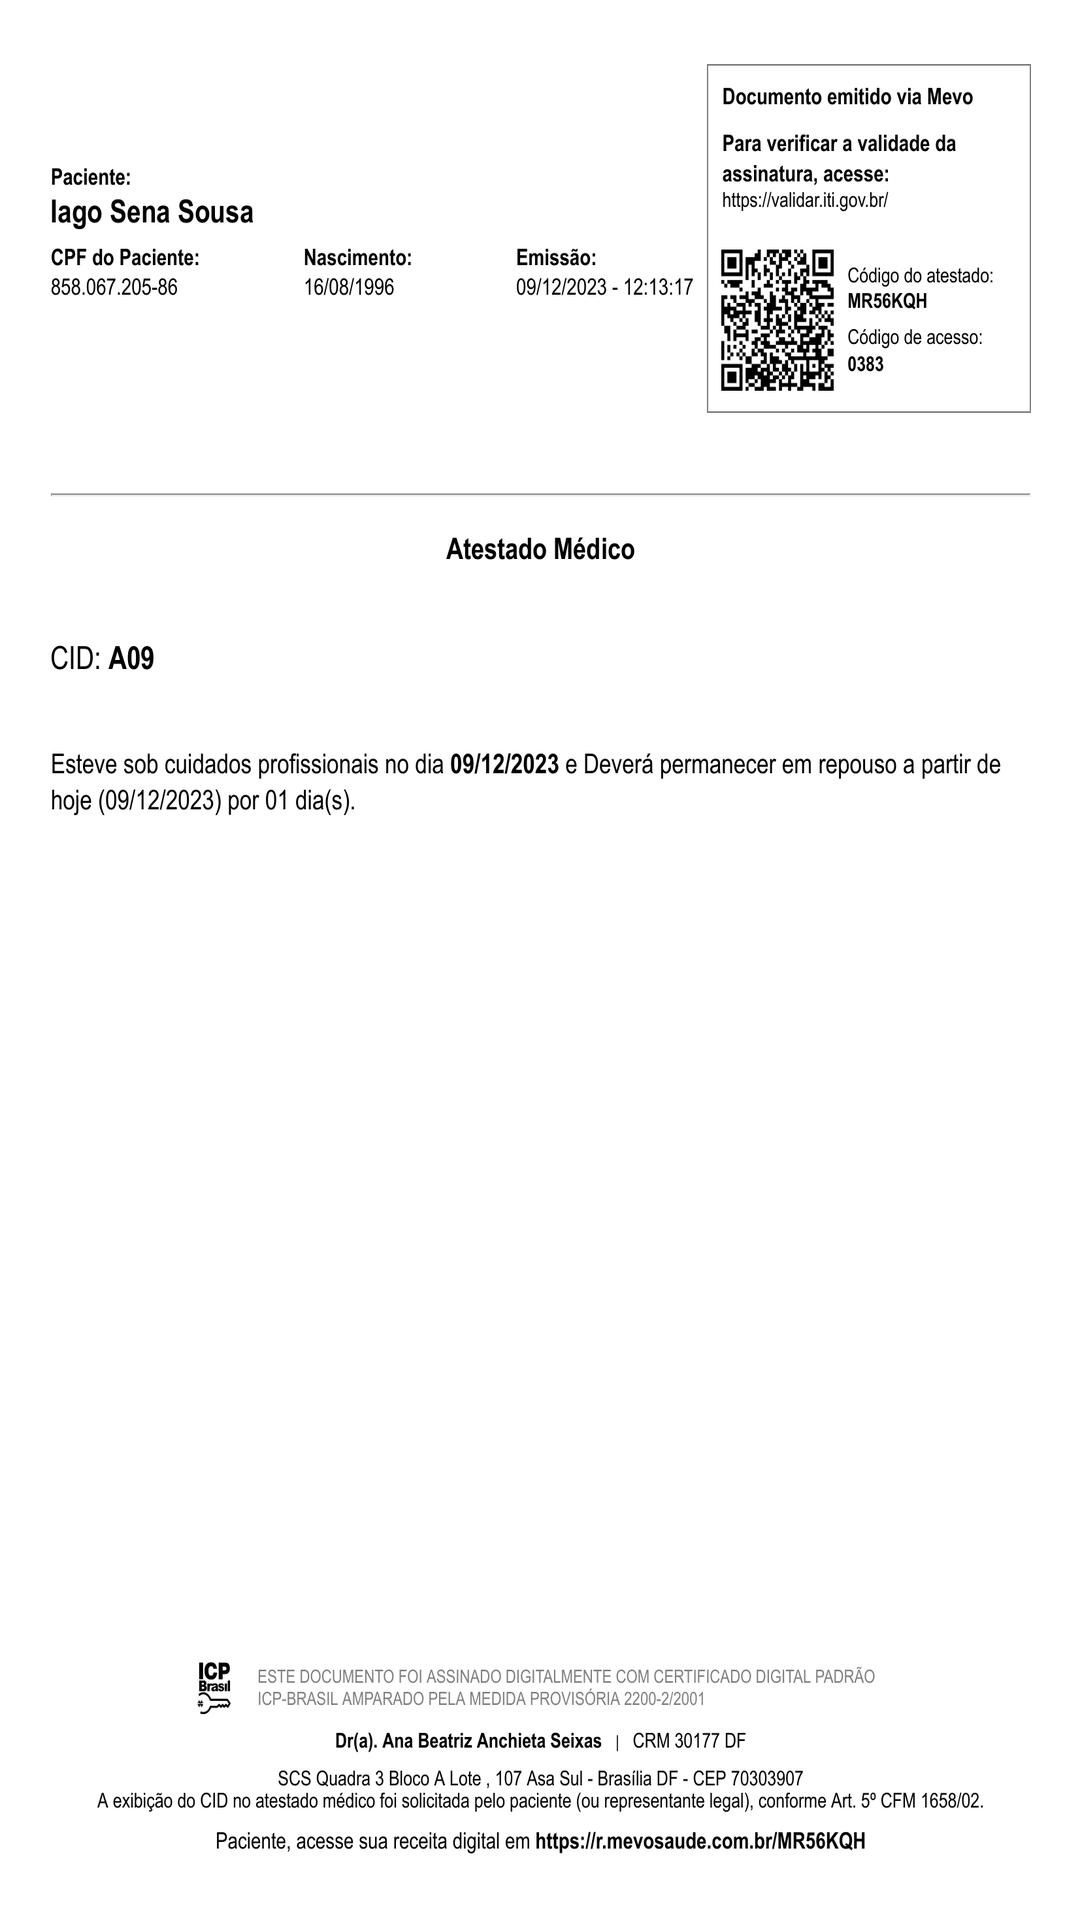 Documento emitido via Mevo
Para verificar a validade da
assinatura, acesse:
https://validar.iti.gov.br/
Paciente:
Iago Sena Sousa
CPF do Paciente:
858.067.205-86
Nascimento:
16/08/1996
Emissão:
09/12/2023 - 12:13:17
Código do atestado:
MR56KQH
Código de acesso:
0383
Atestado Médico
CID: A09
Esteve sob cuidados profissionais no dia 09/12/2023 e Deverá permanecer em repouso a partir de
hoje (09/12/2023) por 01 dia(s).
ICP
Brasil
ESTE DOCUMENTO FOI ASSINADO DIGITALMENTE COM CERTIFICADO DIGITAL PADRÃO
ICP-BRASIL AMPARADO PELA MEDIDA PROVISÓRIA 2200-2/2001
Dr(a). Ana Beatriz Anchieta Seixas | CRM 30177 DF
SCS Quadra 3 Bloco A Lote , 107 Asa Sul - Brasília DF - CEP 70303907
A exibição do CID no atestado médico foi solicitada pelo paciente (ou representante legal), conforme Art. 5º CFM 1658/02.
Paciente, acesse sua receita digital em https://r.mevosaude.com.br/MR56KQH